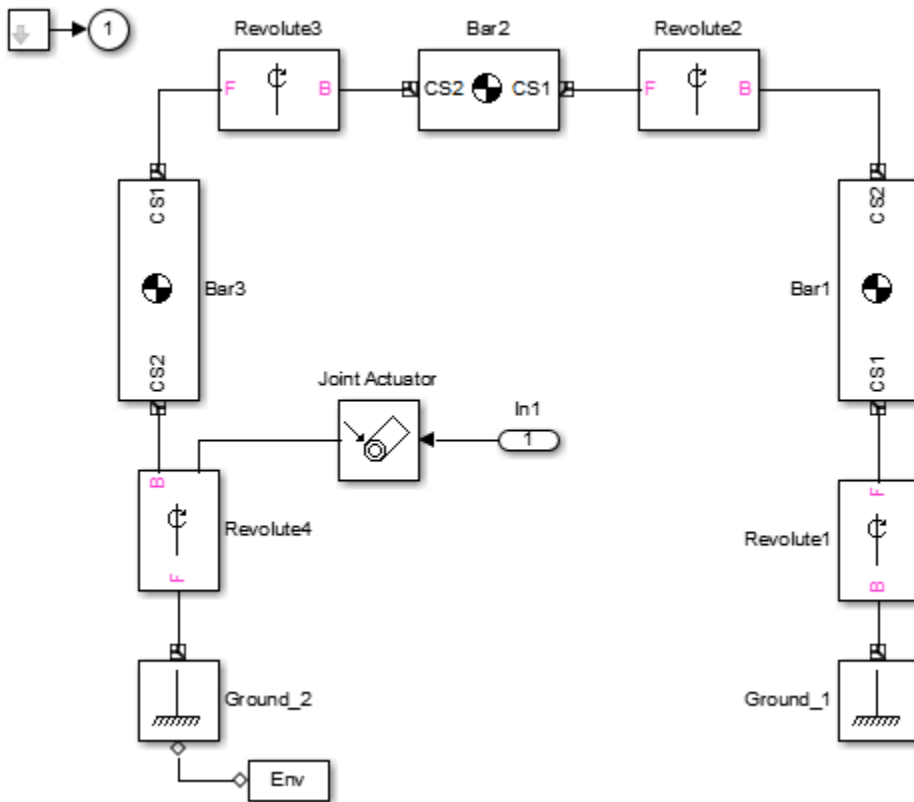 1
Revolute3
Bar2
Revolute2
F B
CS2 CS1
F B
CS1
CS2
Bar3
Bar1
CS2
CS1
Joint Actuator
In1
1
B
F
Revolute4
Revolute1
F
B
Ground_2
Ground_1
Env